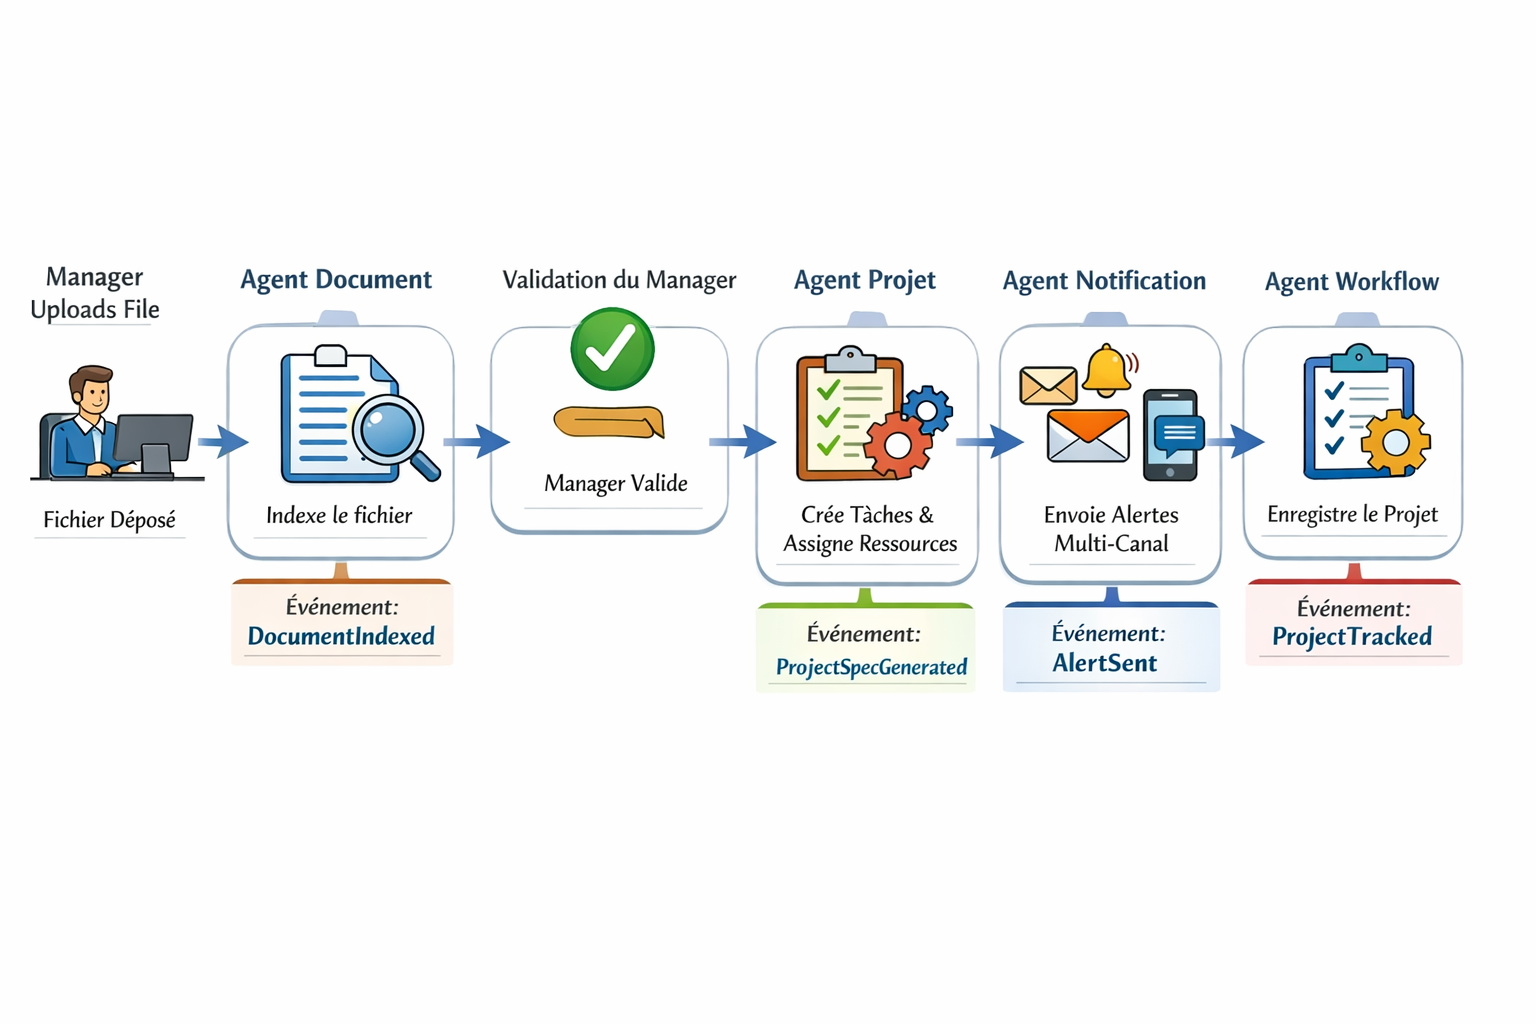 Manager
Uploads File
Fichier Déposé
Agent Document
Indexe le fichier
Événement:
DocumentIndexed
Validation du Manager
Manager Valide
Agent Projet
Crée Tàches &
Assigne Ressources
Événement:
ProjectSpecGenerated
Agent Notification
Envoie Alertes
Multi-Canal
Événement:
AlertSent
Agent Workflow
Enregistre le Projet
Événement:
ProjectTracked